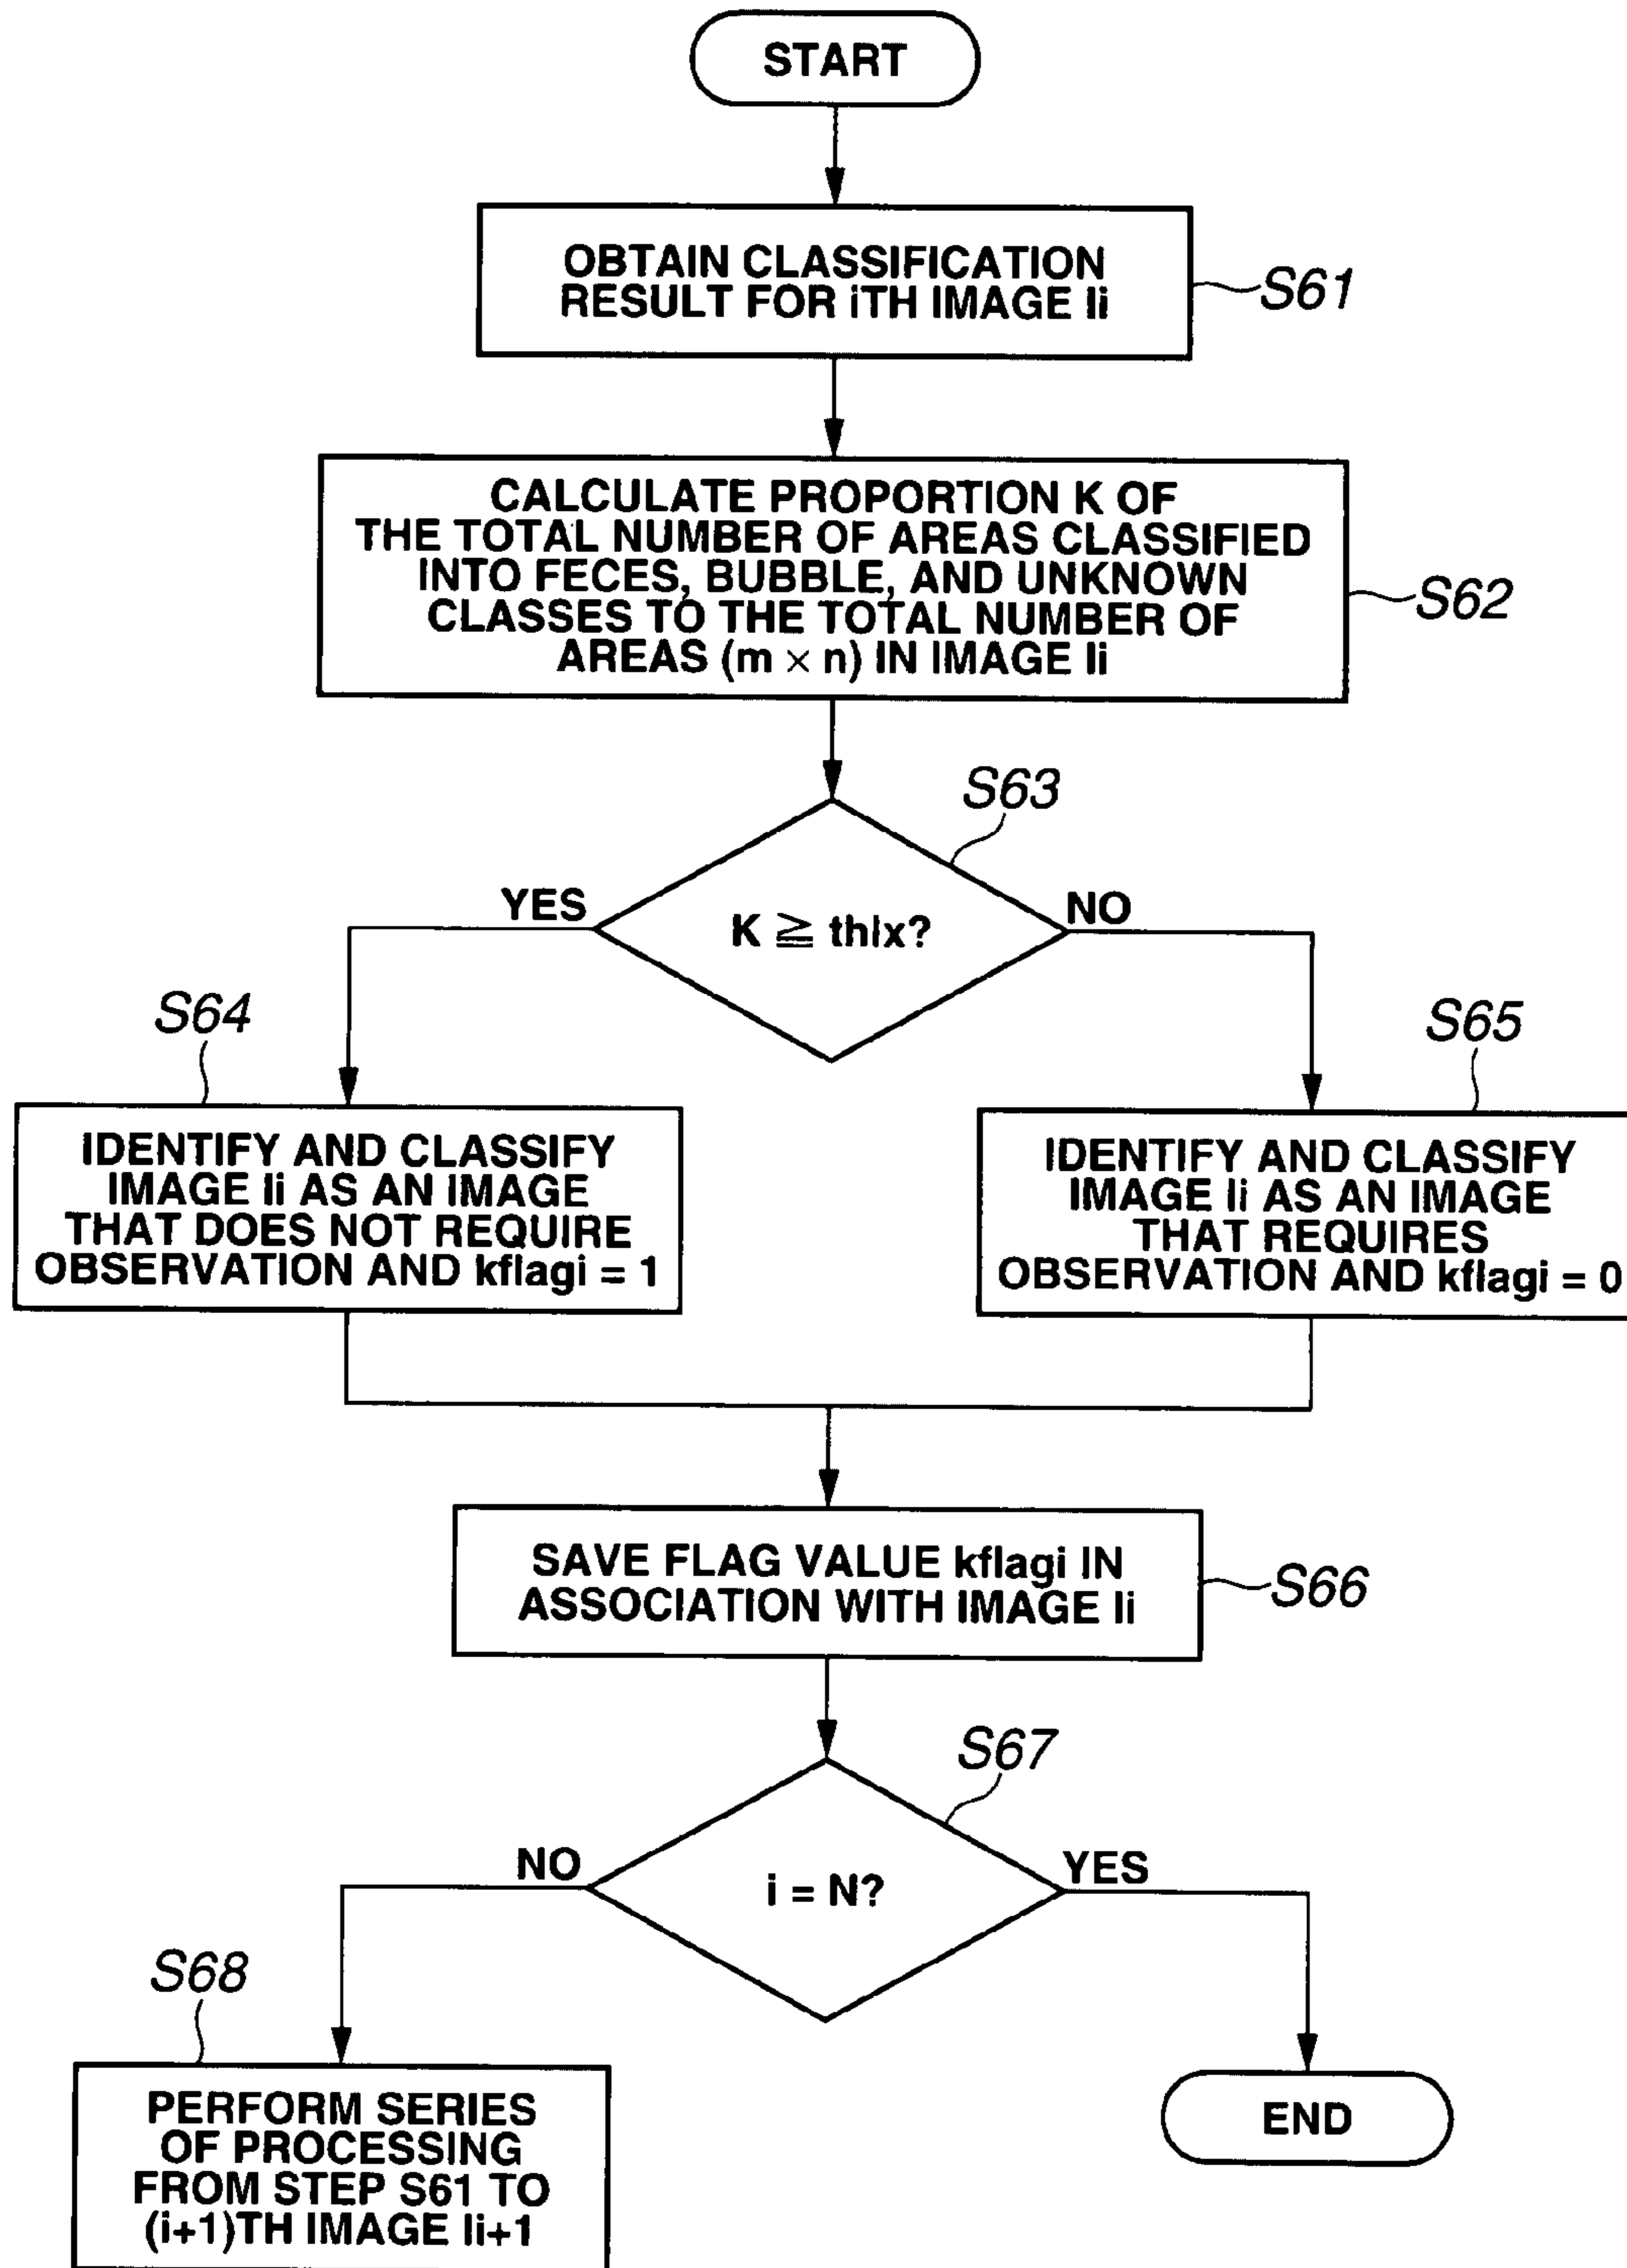 START
OBTAIN CLASSIFICATION
RESULT FOR iTH IMAGE Ii
S61
CALCULATE PROPORTION K OF
THE TOTAL NUMBER OF AREAS CLASSIFIED
INTO FECES, BUBBLE, AND UNKNOWN
CLASSES TO THE TOTAL NUMBER OF
AREAS (m × n) IN IMAGE Ii
S62
S63
K ≧ thIx?
YES
NO
S64
S65
IDENTIFY AND CLASSIFY
IMAGE Ii AS AN IMAGE
THAT DOES NOT REQUIRE
OBSERVATION AND kflagi = 1
IDENTIFY AND CLASSIFY
IMAGE Ii AS AN IMAGE
THAT REQUIRES
OBSERVATION AND kflagi = 0
SAVE FLAG VALUE kflagi IN
ASSOCIATION WITH IMAGE Ii
S66
S67
i = N?
NO
YES
S68
PERFORM SERIES
OF PROCESSING
FROM STEP S61 TO
(i+1)TH IMAGE Ii+1
END